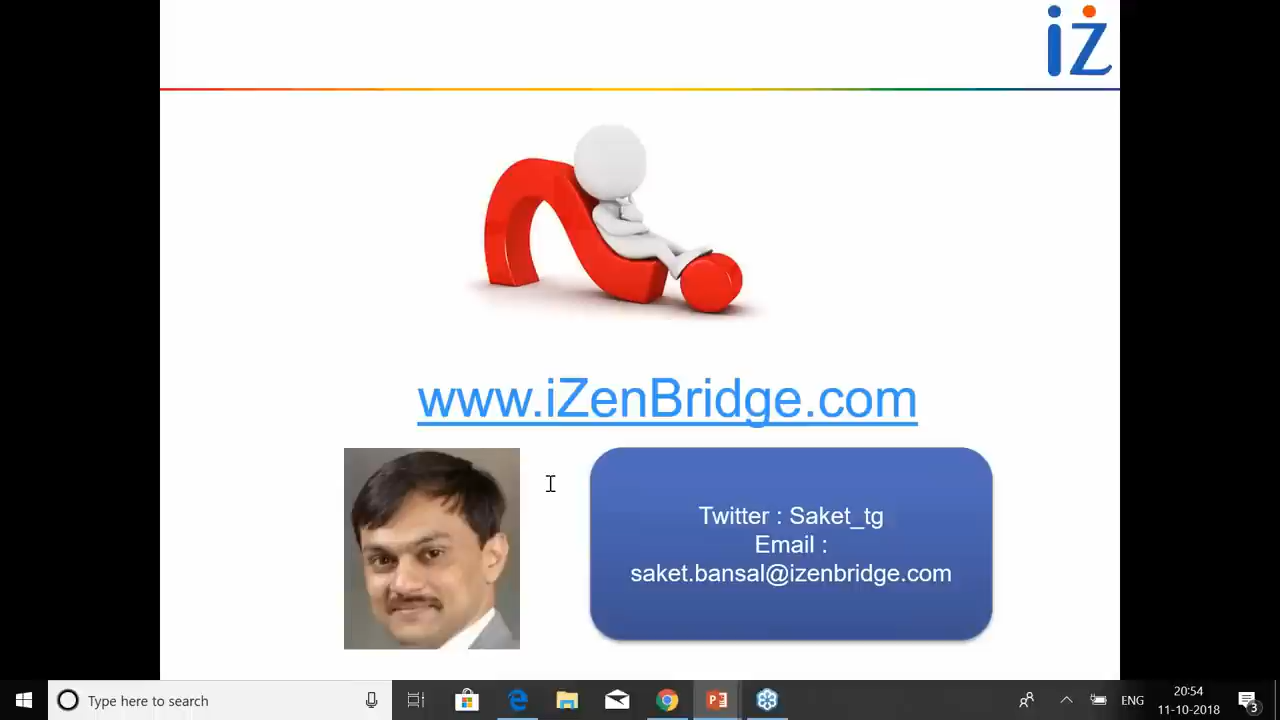 iz
www.iZenBridge.com
Twitter : Saket_tg
Email :
saket.bansal@izenbridge.com
Type here to search
ENG
20:54
11-10-2018
3